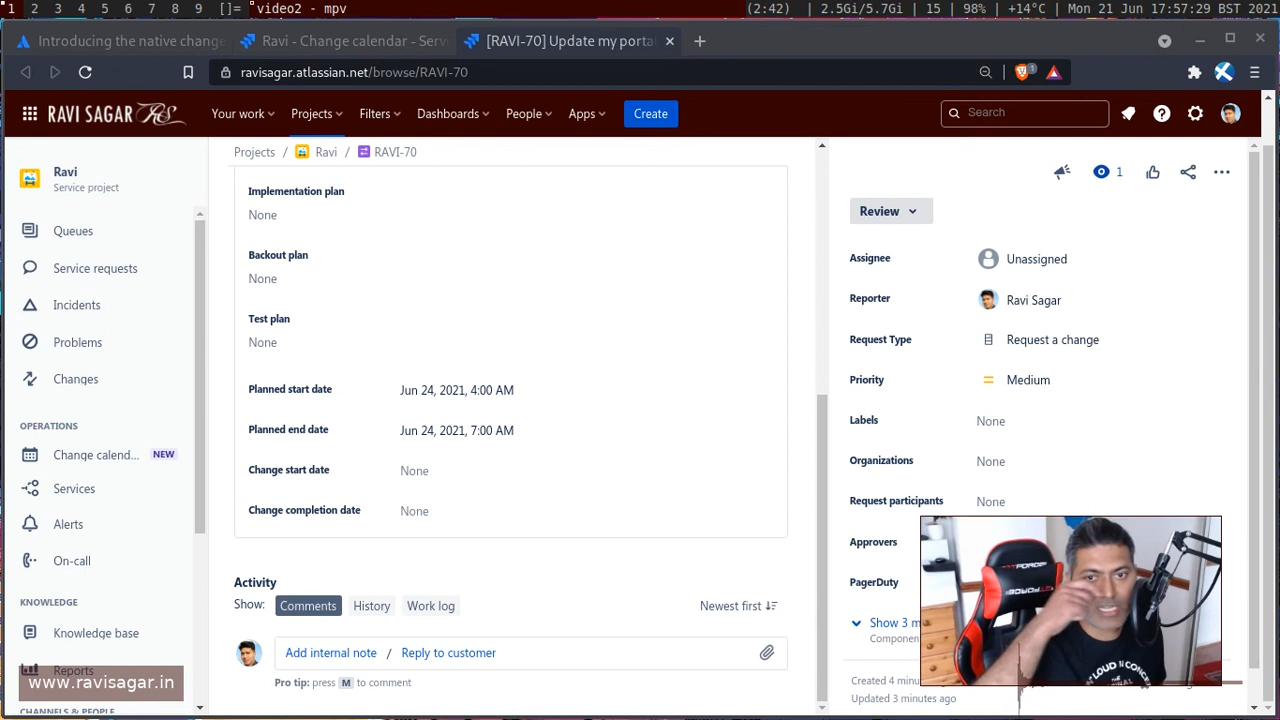 1 2 3 4 5 6 7 8 9 []= video2 - mpv (2:42) | 2.5Gi/5.7Gi | 15 | 98% | +14°C | Mon 21 Jun 17:57:29 BST 2021
Introducing the native change
Ravi - Change calendar - Serv
[RAVI-70] Update my porta
ravisagar.atlassian.net/browse/RAVI-70
1
RAVI SAGAR RS
Your work Projects Filters Dashboards People Apps Create
Search
Ravi
Service project
Queues
Service requests
Incidents
Problems
Changes
OPERATIONS
Change calend... NEW
Services
Alerts
On-call
KNOWLEDGE
Knowledge base
Reports
www.ravisagar.in
CHANNELS & PEOPLE
Projects / Ravi / RAVI-70
Implementation plan
None
Backout plan
None
Test plan
None
Planned start date Jun 24, 2021, 4:00 AM
Planned end date Jun 24, 2021, 7:00 AM
Change start date None
Change completion date None
Activity
Show: Comments History Work log Newest first
Add internal note / Reply to customer
Pro tip: press M to comment
1
Review
Assignee Unassigned
Reporter Ravi Sagar
Request Type Request a change
Priority Medium
Labels None
Organizations None
Request participants None
Approvers
PagerDuty
Show 3 m
Component
Created 4 minu
Updated 3 minutes ago